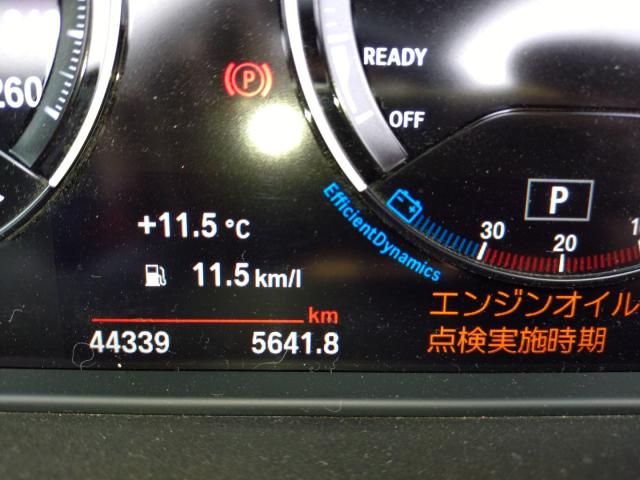 260
READY
OFF
P
+11.5 °C
11.5 km/l
km
44339
5641.8
EfficientDynamics
P
30
20
エンジンオイル
点検実施時期